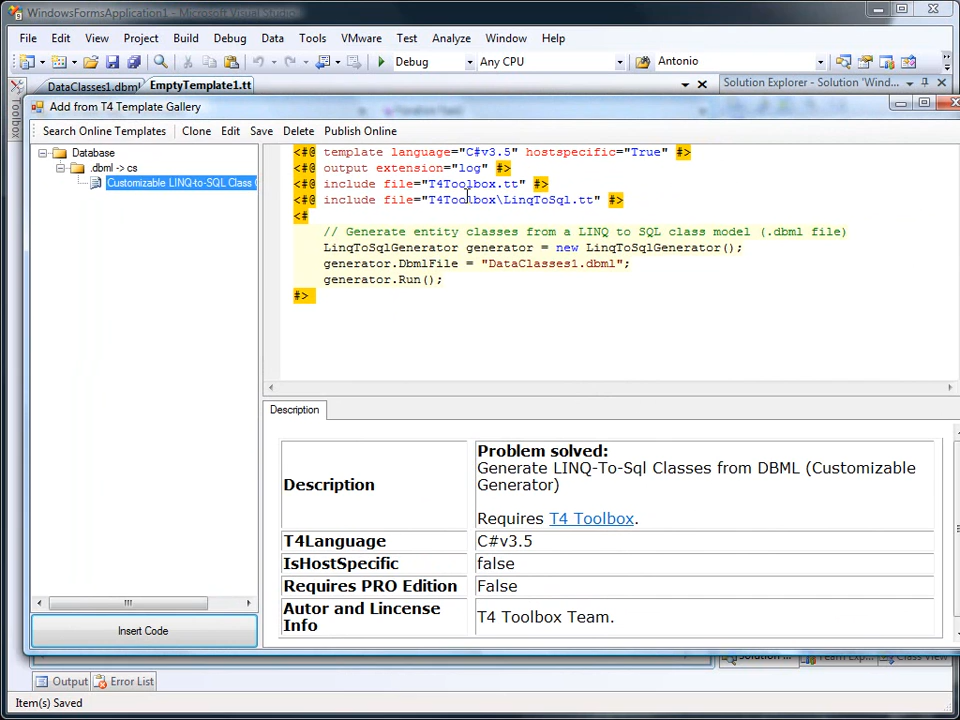 WindowsFormsApplication1 - Microsoft Visual Studio
File Edit View Project Build Debug Data Tools VMware Test Analyze Window Help
Debug Any CPU Antonio
DataClasses1.dbml EmptyTemplate1.tt Solution Explorer - Solution 'Wind...
Toolbox
Add from T4 Template Gallery
Search Online Templates Clone Edit Save Delete Publish Online
Database
.dbml -> cs
Customizable LINQ-to-SQL Class
<#@ template language="C#v3.5" hostspecific="True" #>
<#@ output extension="log" #>
<#@ include file="T4Toolbox.tt" #>
<#@ include file="T4Toolbox\LinqToSql.tt" #>
<#
// Generate entity classes from a LINQ to SQL class model (.dbml file)
LinqToSqlGenerator generator = new LinqToSqlGenerator();
generator.DbmlFile = "DataClasses1.dbml";
generator.Run();
#>
Description
Description
Problem solved:
Generate LINQ-To-Sql Classes from DBML (Customizable
Generator)
Requires T4 Toolbox.
T4Language C#v3.5
IsHostSpecific false
Requires PRO Edition False
Autor and Lincense
Info
T4 Toolbox Team.
Insert Code
Solution ... Team Exp... Class View
Output Error List
Item(s) Saved